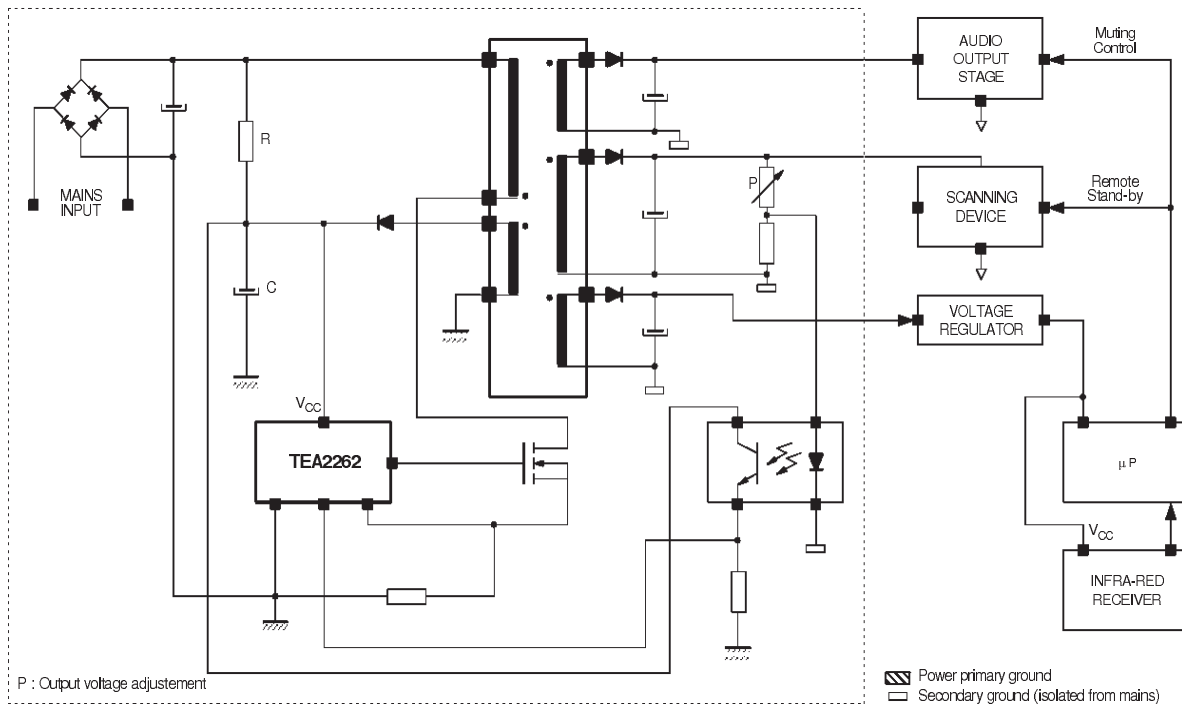 AUDIO
OUTPUT
STAGE
Muting
Control
R
MAINS
INPUT
P
SCANNING
DEVICE
Remote
Stand-by
C
VOLTAGE
REGULATOR
VCC
TEA2262
μP
VCC
INFRA-RED
RECEIVER
P : Output voltage adjustement
Power primary ground
Secondary ground (isolated from mains)